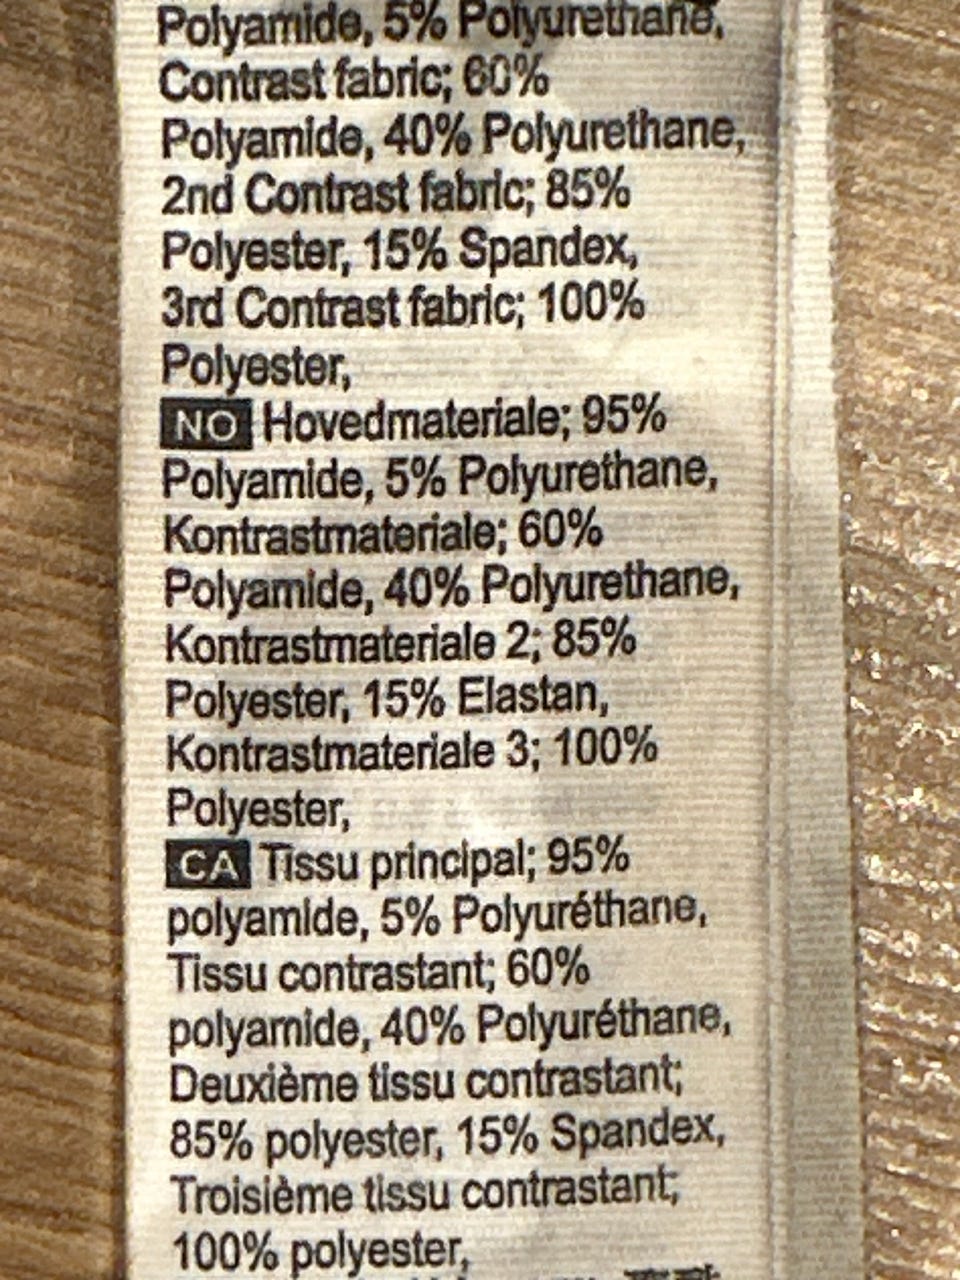 Polyamide, 5% Polyurethane,
Contrast fabric; 60%
Polyamide, 40% Polyurethane,
2nd Contrast fabric; 85%
Polyester, 15% Spandex,
3rd Contrast fabric; 100%
Polyester,
NO Hovedmateriale; 95%
Polyamide, 5% Polyurethane,
Kontrastmateriale; 60%
Polyamide, 40% Polyurethane,
Kontrastmateriale 2; 85%
Polyester, 15% Elastan,
Kontrastmateriale 3; 100%
Polyester,
CA Tissu principal; 95%
polyamide, 5% Polyuréthane,
Tissu contrastant; 60%
polyamide, 40% Polyuréthane,
Deuxième tissu contrastant;
85% polyester, 15% Spandex,
Troisième tissu contrastant;
100% polyester,